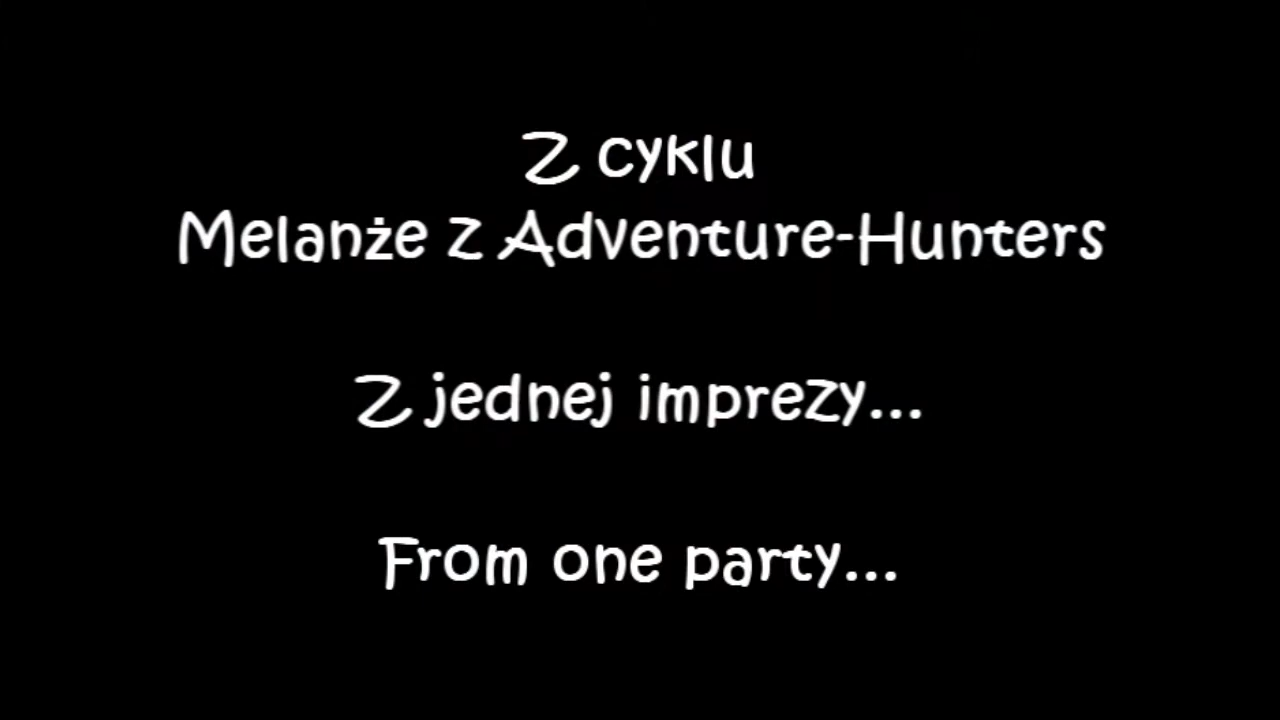 Z cyklu
Melanże z Adventure-Hunters
Z jednej imprezy...
From one party...